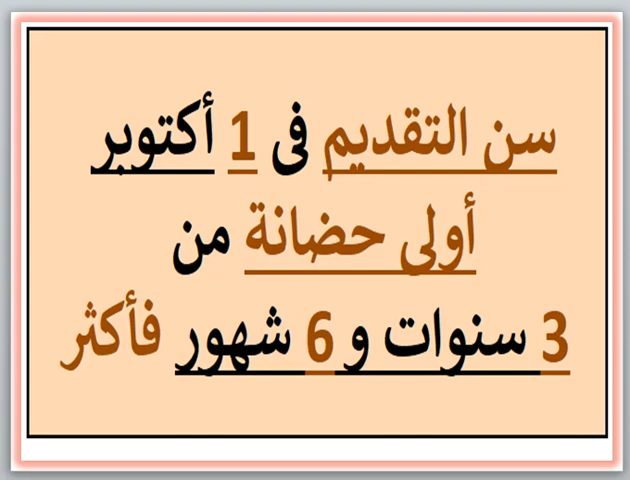 سن التقديم فى 1 أكتوبر
أولى حضانة من
3 سنوات و 6 شهور فأكثر